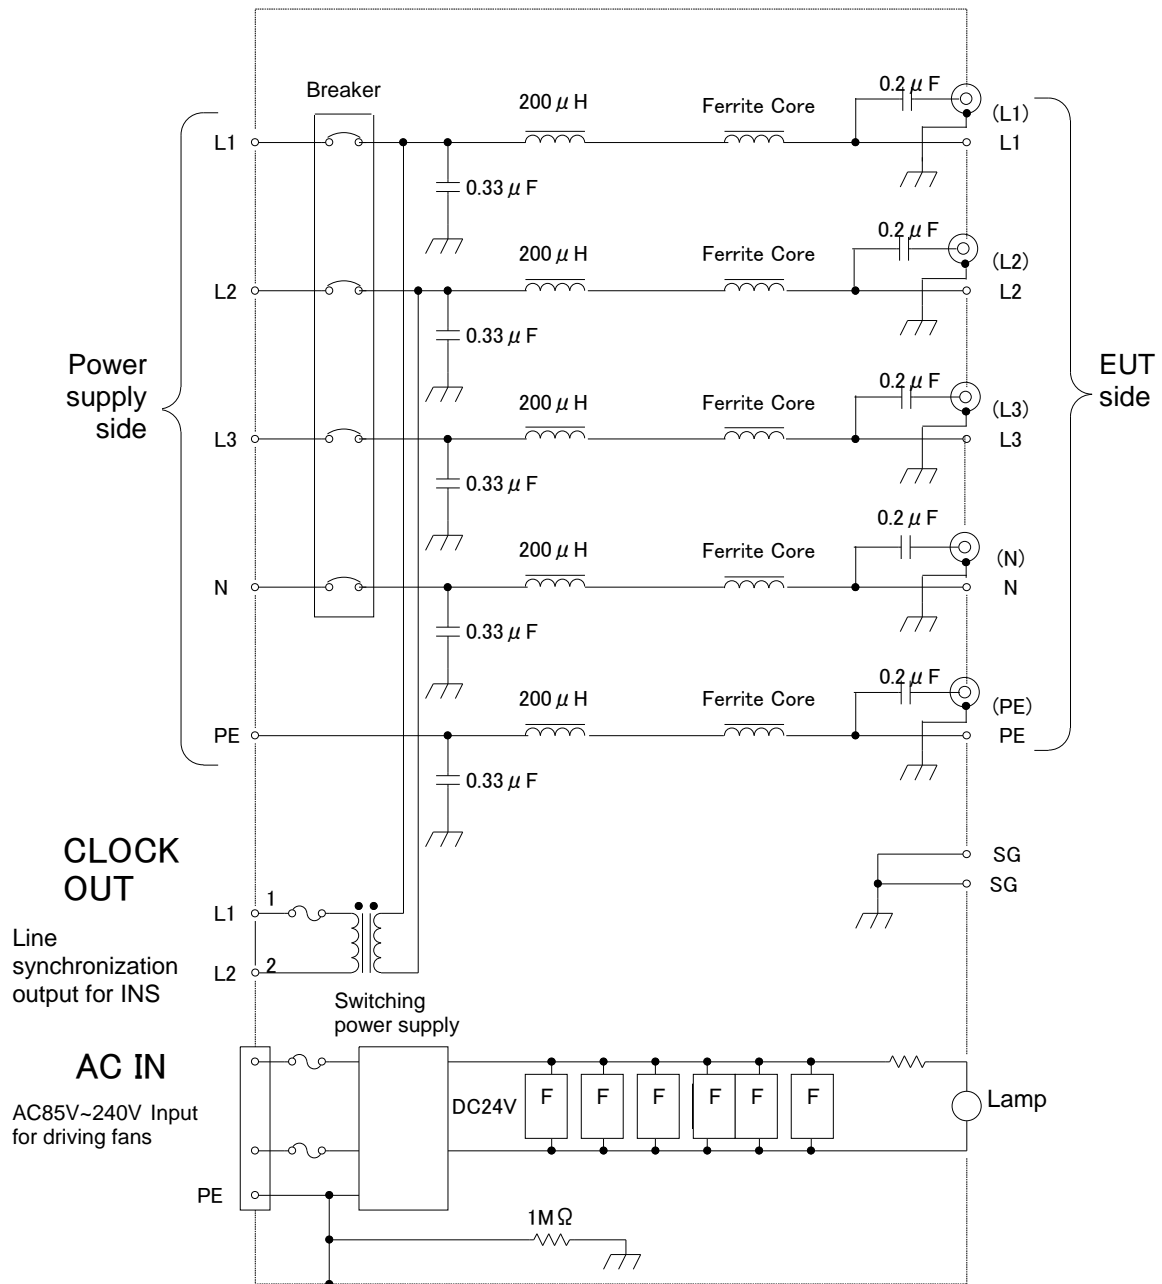 Breaker
200μH
Ferrite Core
0.2μF
(L1)
L1
L1
0.33μF
200μH
Ferrite Core
0.2μF
(L2)
L2
L2
0.33μF
Power
supply
side
EUT
side
200μH
Ferrite Core
0.2μF
(L3)
L3
L3
0.33μF
200μH
Ferrite Core
0.2μF
(N)
N
N
0.33μF
200μH
Ferrite Core
0.2μF
(PE)
PE
PE
0.33μF
SG
SG
CLOCK
OUT
L1
1
L2
2
Line
synchronization
output for INS
Switching
power supply
AC IN
AC85V~240V Input
for driving fans
DC24V
F F F F F F
Lamp
PE
1MΩ